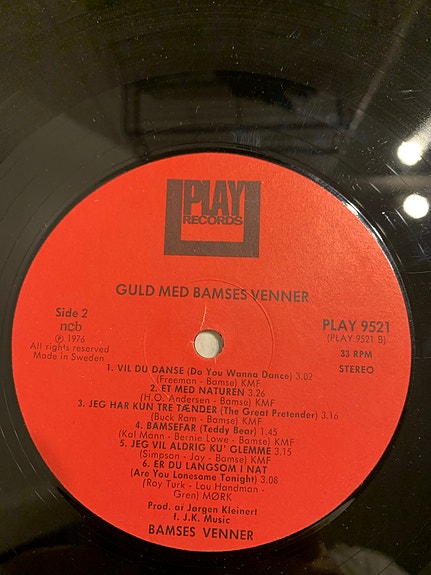 PLAY
RECORDS
GULD MED BAMSES VENNER
Side 2
ncb
℗ 1976
All rights reserved
Made in Sweden
PLAY 9521
(PLAY 9521 B)
33 RPM
STEREO
1. VIL DU DANSE (Do You Wanna Dance) 3.02
(Freeman - Bamse) KMF
2. ET MED NATUREN 3.26
(H.O. Andersen - Bamse) KMF
3. JEG HAR KUN TRE TÆNDER (The Great Pretender) 3.16
(Buck Ram - Bamse) KMF
4. BAMSEFAR (Teddy Bear) 1.45
(Kal Mann - Bernie Lowe - Bamse) KMF
5. JEG VIL ALDRIG KU' GLEMME 3.15
(Simpson - Jay - Bamse) KMF
6. ER DU LANGSOM I NAT
(Are You Lonesome Tonight) 3.08
(Roy Turk - Lou Handman -
Gren) MØRK
Prod. af Jørgen Kleinert
f. J.K. Music
BAMSES VENNER